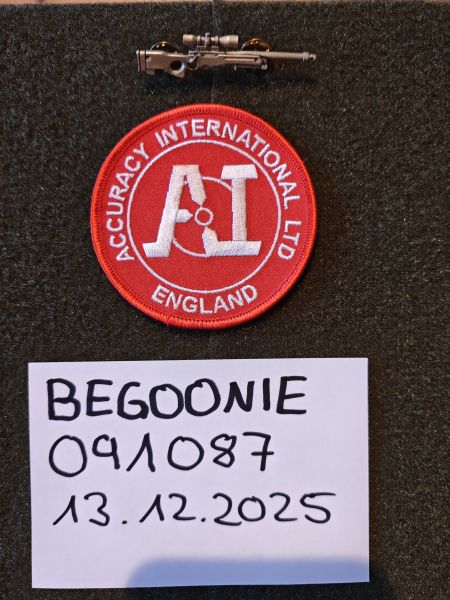 ACCURACY INTERNATIONAL LTD
AI
ENGLAND
BEGOONIE
091087
13.12.2025